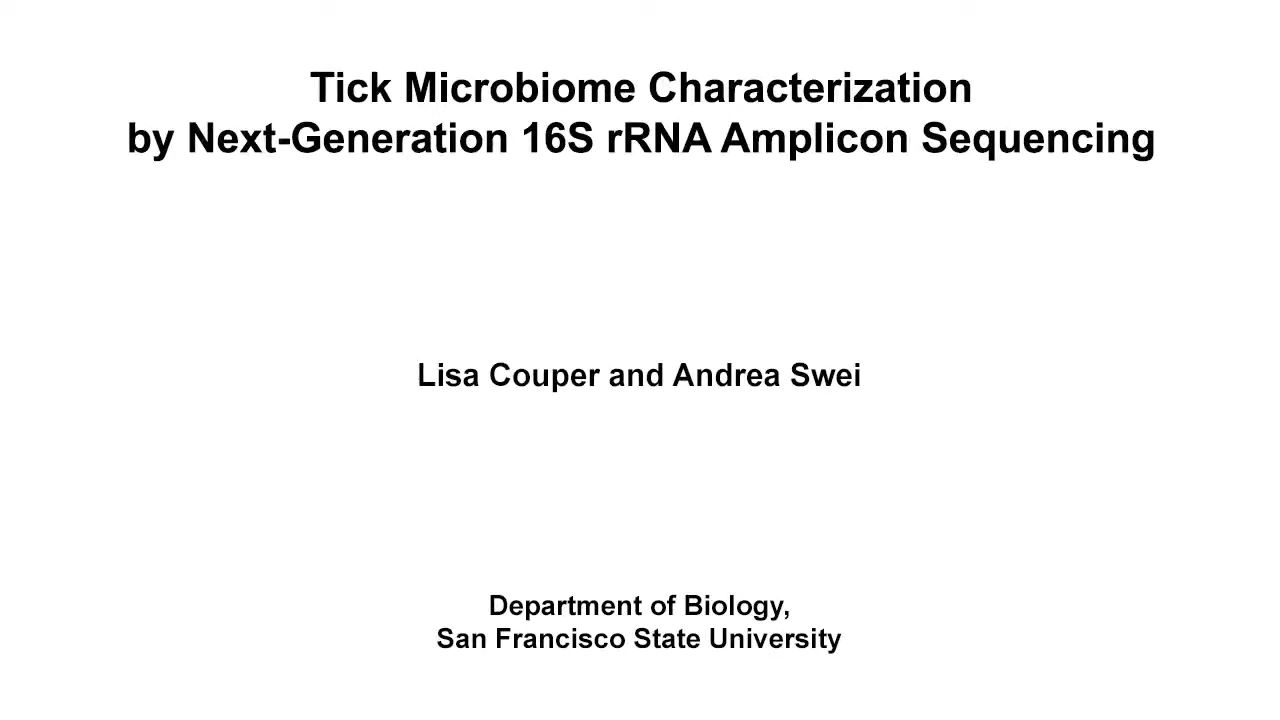 Tick Microbiome Characterization
by Next-Generation 16S rRNA Amplicon Sequencing
Lisa Couper and Andrea Swei
Department of Biology,
San Francisco State University